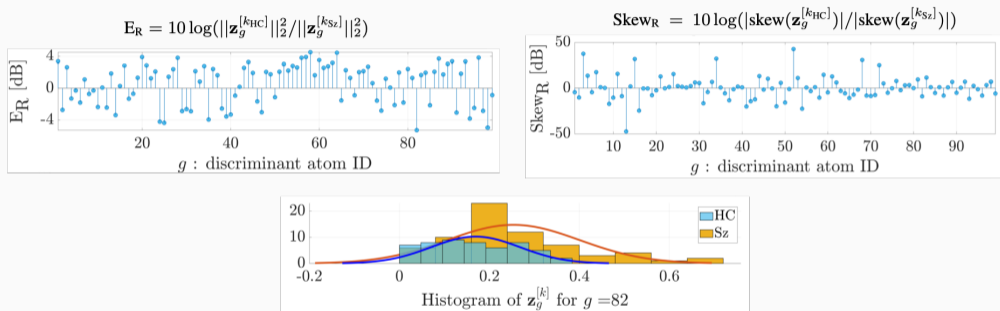 E_R = 10 log(||z_g^{[k_HC]}||_2^2/||z_g^{[k_Sz]}||_2^2)
4
0
-4
E_R [dB]
20 40 60 80
g : discriminant atom ID
Skew_R = 10 log(|skew(z_g^{[k_HC]})|/|skew(z_g^{[k_Sz]})|)
50
0
-50
Skew_R [dB]
10 20 30 40 50 60 70 80 90
g : discriminant atom ID
20
10
0
HC
Sz
-0.2 0 0.2 0.4 0.6
Histogram of z_g^{[k]} for g =82